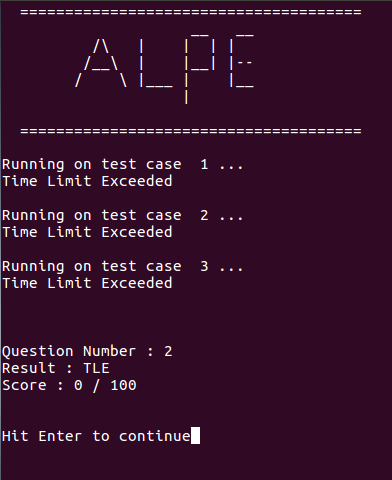 =====================================
ALPE
=====================================
Running on test case  1 ...
Time Limit Exceeded
Running on test case  2 ...
Time Limit Exceeded
Running on test case  3 ...
Time Limit Exceeded
Question Number : 2
Result : TLE
Score : 0 / 100
Hit Enter to continue